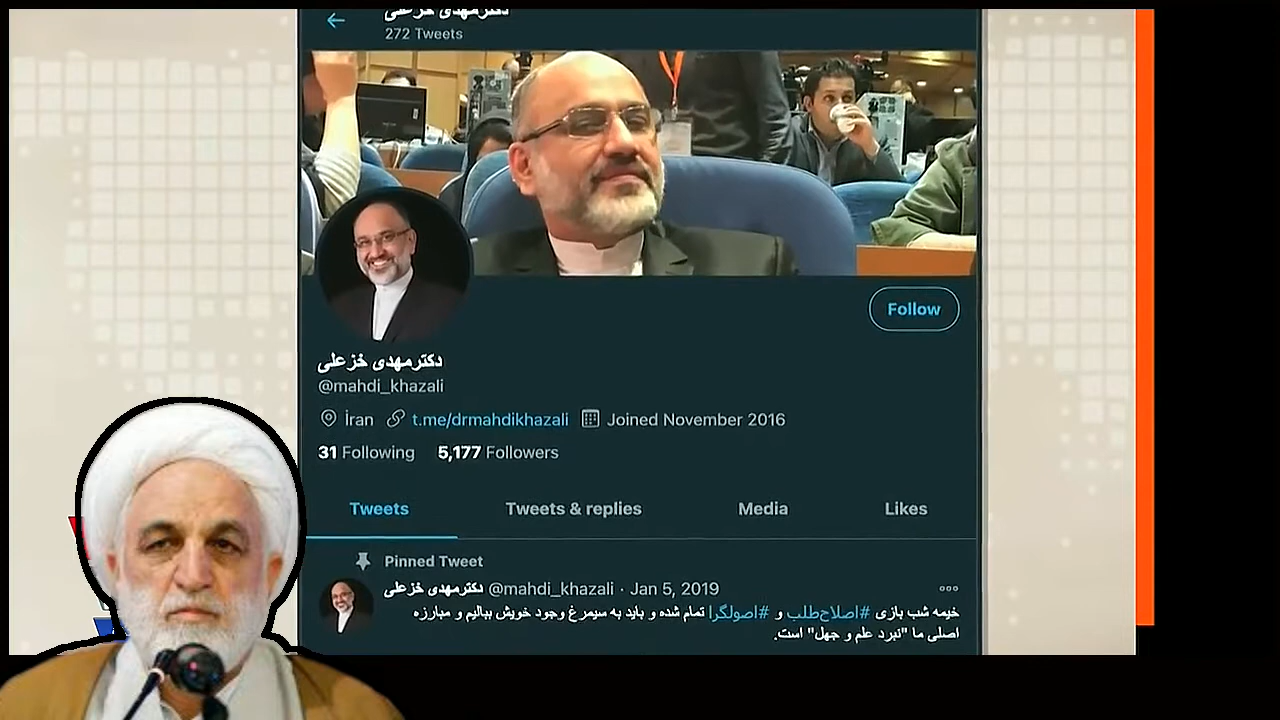 دکترمهدی خزعلی
272 Tweets
Follow
دکترمهدی خزعلی
@mahdi_khazali
İran t.me/drmahdikhazali Joined November 2016
31 Following 5,177 Followers
Tweets Tweets & replies Media Likes
Pinned Tweet
دکترمهدی خزعلی @mahdi_khazali · Jan 5, 2019
خیمه شب بازی #اصلاح‌طلب و #اصولگرا تمام شده و باید به سیمرغ وجود خویش ببالیم و مبارزه
اصلی ما "نبرد علم و جهل" است.